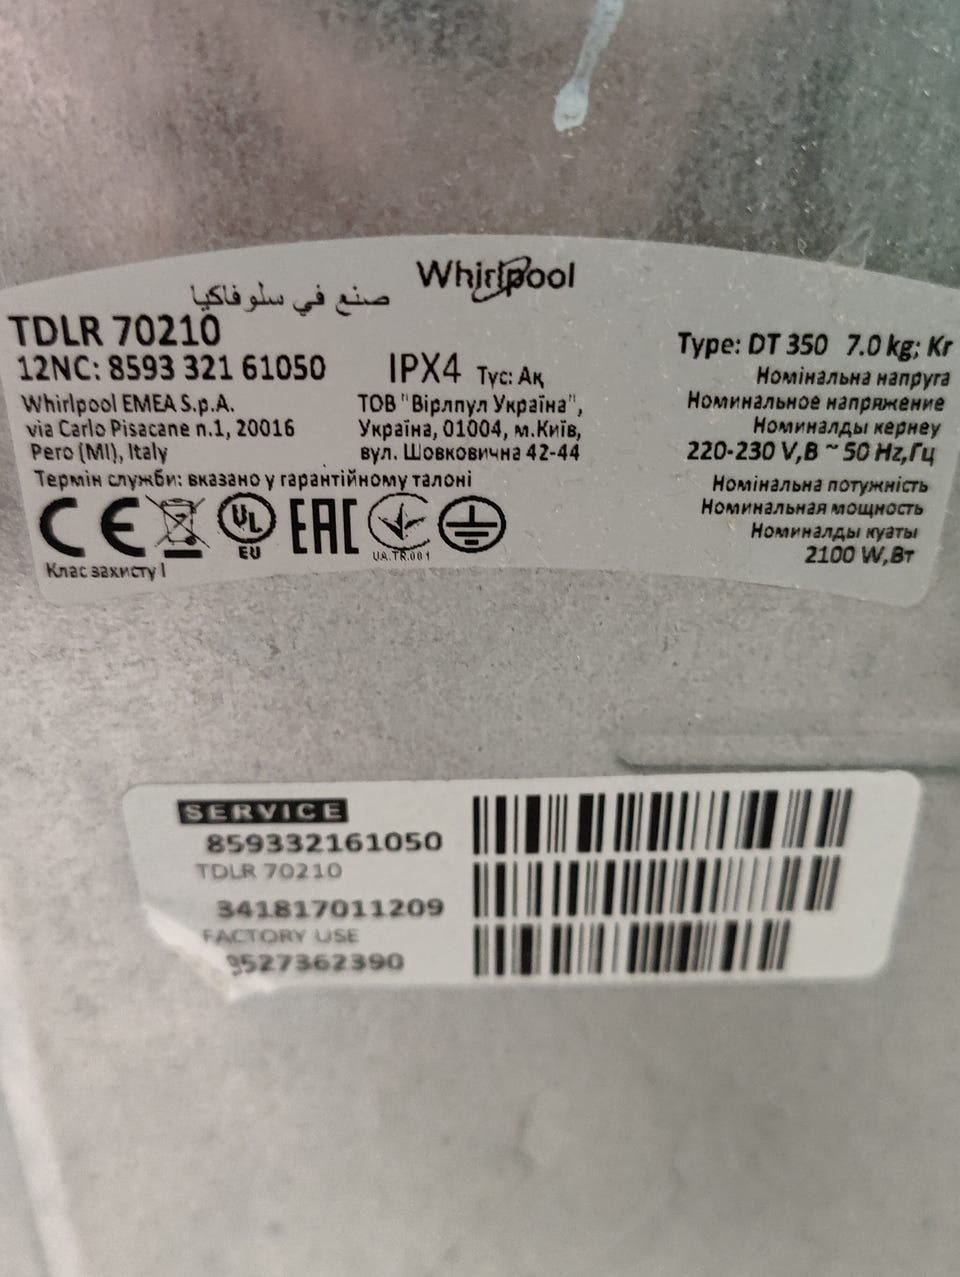 Whirlpool
صنع في سلوفاكيا
TDLR 70210
12NC: 8593 321 61050
IPX4 Түс: Ақ
Type: DT 350 7.0 kg; Kr
Whirlpool EMEA S.p.A.
via Carlo Pisacane n.1, 20016
Pero (MI), Italy
ТОВ "Вірлпул Україна",
Україна, 01004, м.Київ,
вул. Шовковична 42-44
Номінальна напруга
Номинальное напряжение
Номиналды кернеу
220-230 V,В ~ 50 Hz,Гц
Термін служби: вказано у гарантійному талоні
Номінальна потужність
Номинальная мощность
Номиналды қуаты
2100 W,Вт
CE
UL
EU
EAC
UA.TR.001
Клас захисту I
SERVICE
859332161050
TDLR 70210
341817011209
FACTORY USE
9527362390